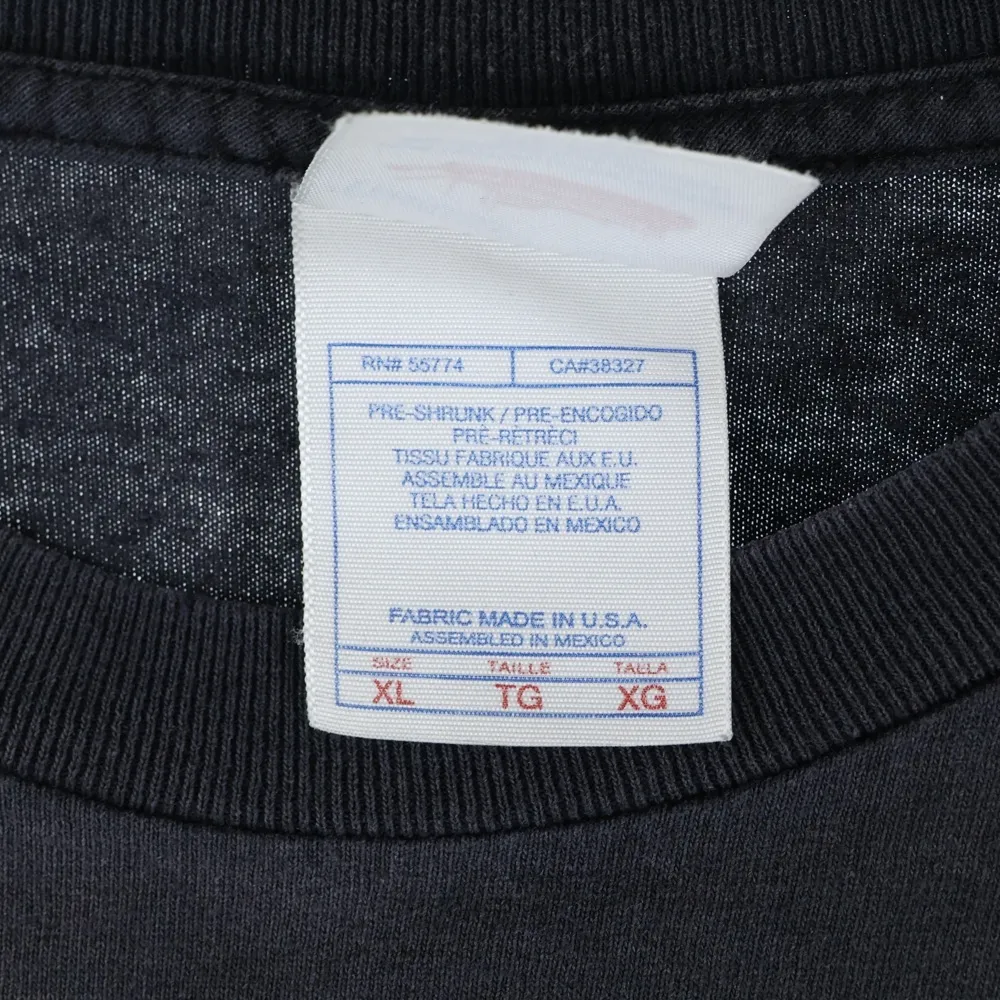 RN# 55774 CA#38327
PRE-SHRUNK / PRE-ENCOGIDO
PRÉ-RÉTRÉCI
TISSU FABRIQUE AUX E.U.
ASSEMBLE AU MEXIQUE
TELA HECHO EN E.U.A.
ENSAMBLADO EN MEXICO
FABRIC MADE IN U.S.A.
ASSEMBLED IN MEXICO
SIZE TAILLE TALLA
XL TG XG